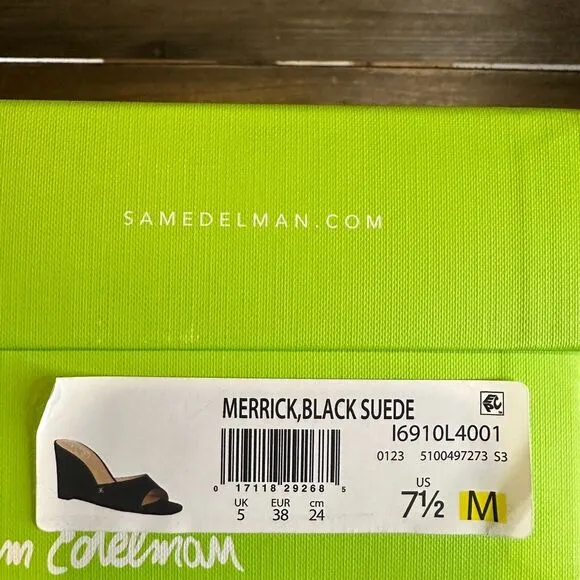 SAMEDELMAN.COM
MERRICK,BLACK SUEDE
I6910L4001
0123 5100497273 S3
0 17118 29268 5
UK EUR cm
5 38 24
US
7½ M
m Edelman